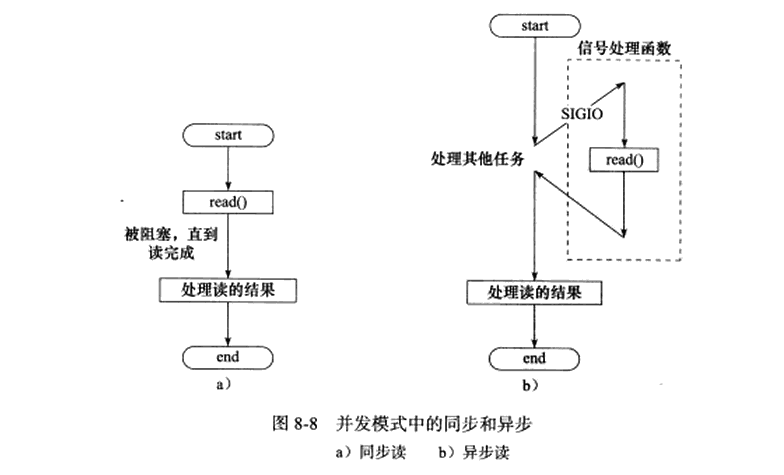 start
read()
被阻塞，直到
读完成
处理读的结果
end
a）
start
信号处理函数
SIGIO
处理其他任务
read()
处理读的结果
end
b）
图 8-8 并发模式中的同步和异步
a）同步读 b）异步读